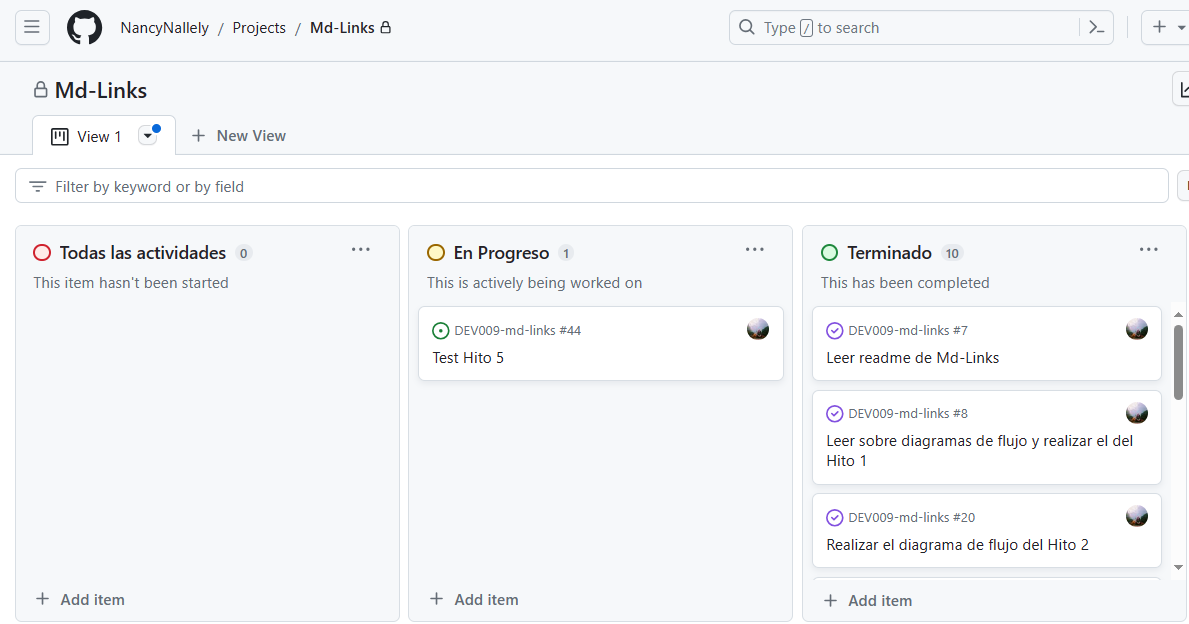 NancyNallely / Projects / Md-Links
Type / to search
Md-Links
View 1
New View
Filter by keyword or by field
Todas las actividades 0
This item hasn't been started
Add item
En Progreso 1
This is actively being worked on
DEV009-md-links #44
Test Hito 5
Add item
Terminado 10
This has been completed
DEV009-md-links #7
Leer readme de Md-Links
DEV009-md-links #8
Leer sobre diagramas de flujo y realizar el del
Hito 1
DEV009-md-links #20
Realizar el diagrama de flujo del Hito 2
Add item